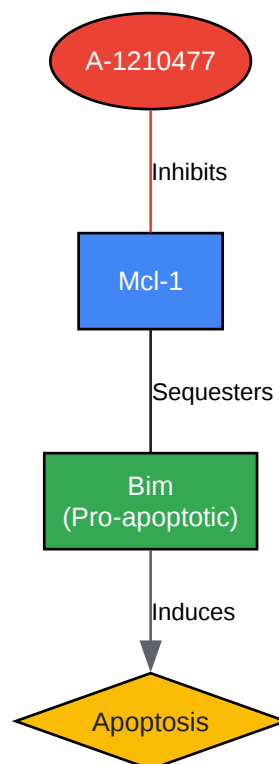 A-1210477
Inhibits
Mcl-1
Sequesters
Bim
(Pro-apoptotic)
Induces
Apoptosis